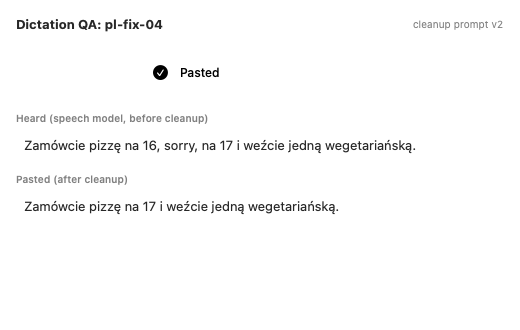 Dictation QA: pl-fix-04
cleanup prompt v2
Pasted
Heard (speech model, before cleanup)
Zamówcie pizzę na 16, sorry, na 17 i weźcie jedną wegetariańską.
Pasted (after cleanup)
Zamówcie pizzę na 17 i weźcie jedną wegetariańską.